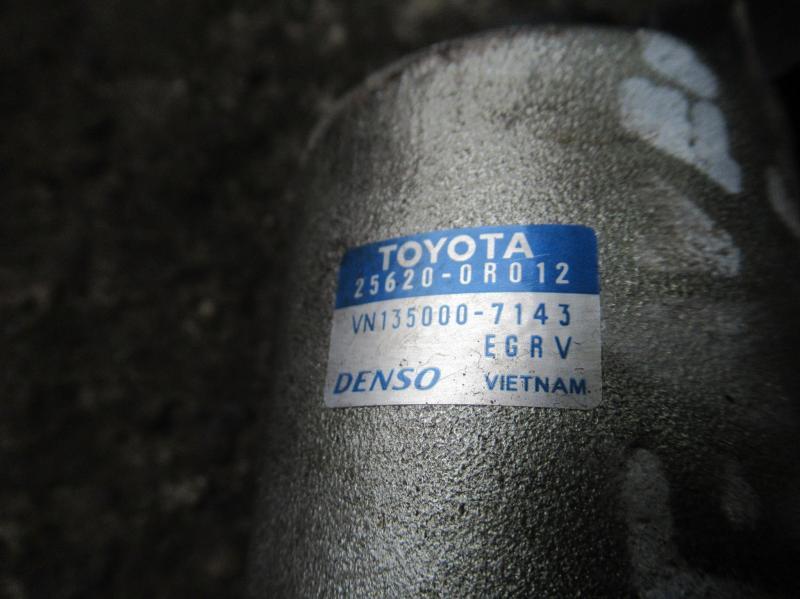 TOYOTA
25620-0R012
VN135000-7143
EGRV
DENSO VIETNAM